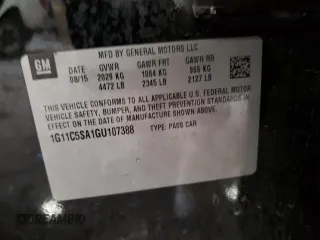 GM
MFD BY GENERAL MOTORS LLC
DATE GVWR GAWR FRT GAWR RR
08/15 2029 KG 1064 KG 965 KG
4472 LB 2345 LB 2127 LB
THIS VEHICLE CONFORMS TO ALL APPLICABLE U.S. FEDERAL MOTOR
VEHICLE SAFETY, BUMPER, AND THEFT PREVENTION STANDARDS
IN EFFECT ON THE DATE OF MANUFACTURE SHOWN ABOVE.
1G11C5SA1GU107388 TYPE: PASS CAR
© DREAMBID